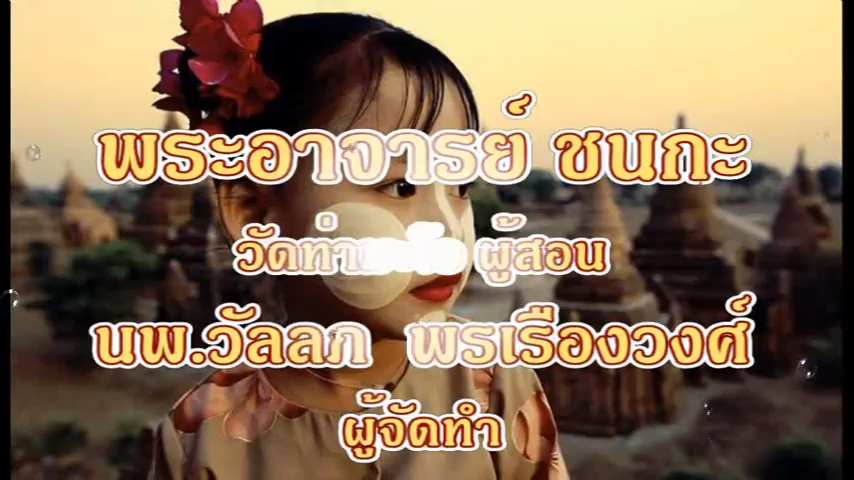 พระอาจารย์ ชนกะ
วัดท่า ผู้สอน
นพ.วัลลภ พรเรืองวงศ์
ผู้จัดทำ